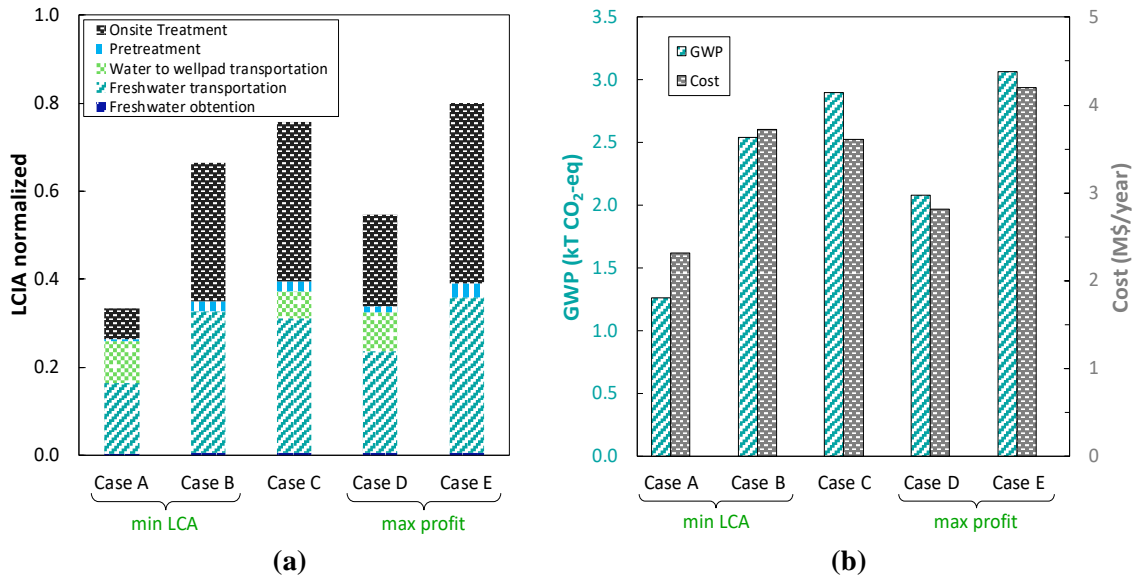 1.0
0.8
0.6
0.4
0.2
0.0
LCIA normalized
Onsite Treatment
Pretreatment
Water to wellpad transportation
Freshwater transportation
Freshwater obtention
Case A
Case B
Case C
Case D
Case E
min LCA
max profit
(a)
3.5
3.0
2.5
2.0
1.5
1.0
0.5
0.0
GWP (kT CO₂-eq)
GWP
Cost
5
4
3
2
1
0
Cost (M$/year)
Case A
Case B
Case C
Case D
Case E
min LCA
max profit
(b)